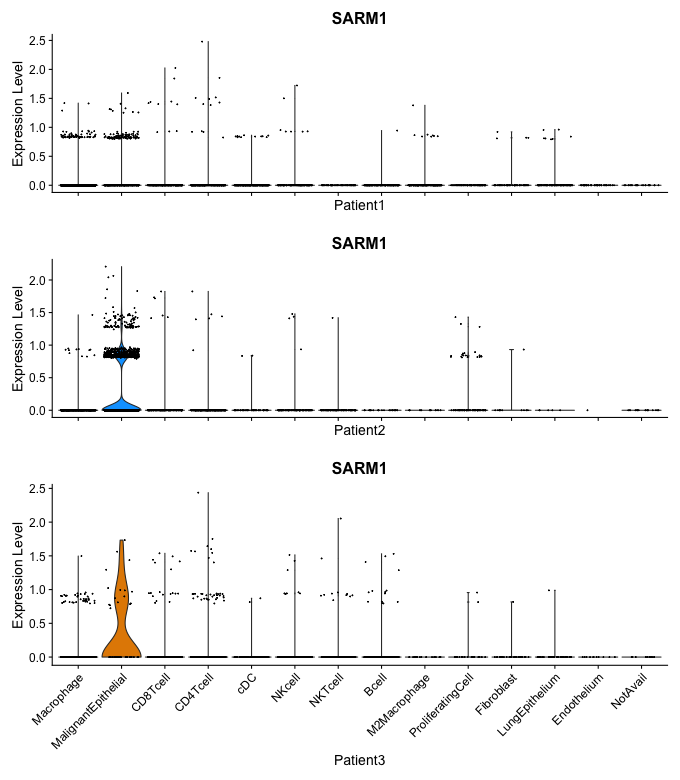 SARM1
Expression Level
2.5
2.0
1.5
1.0
0.5
0.0
Patient1
SARM1
Expression Level
2.0
1.5
1.0
0.5
0.0
Patient2
SARM1
Expression Level
2.5
2.0
1.5
1.0
0.5
0.0
Macrophage
MalignantEpithelial
CD8Tcell
CD4Tcell
cDC
NKcell
NKTcell
Bcell
M2Macrophage
ProliferatingCell
Fibroblast
LungEpithelium
Endothelium
NotAvail
Patient3